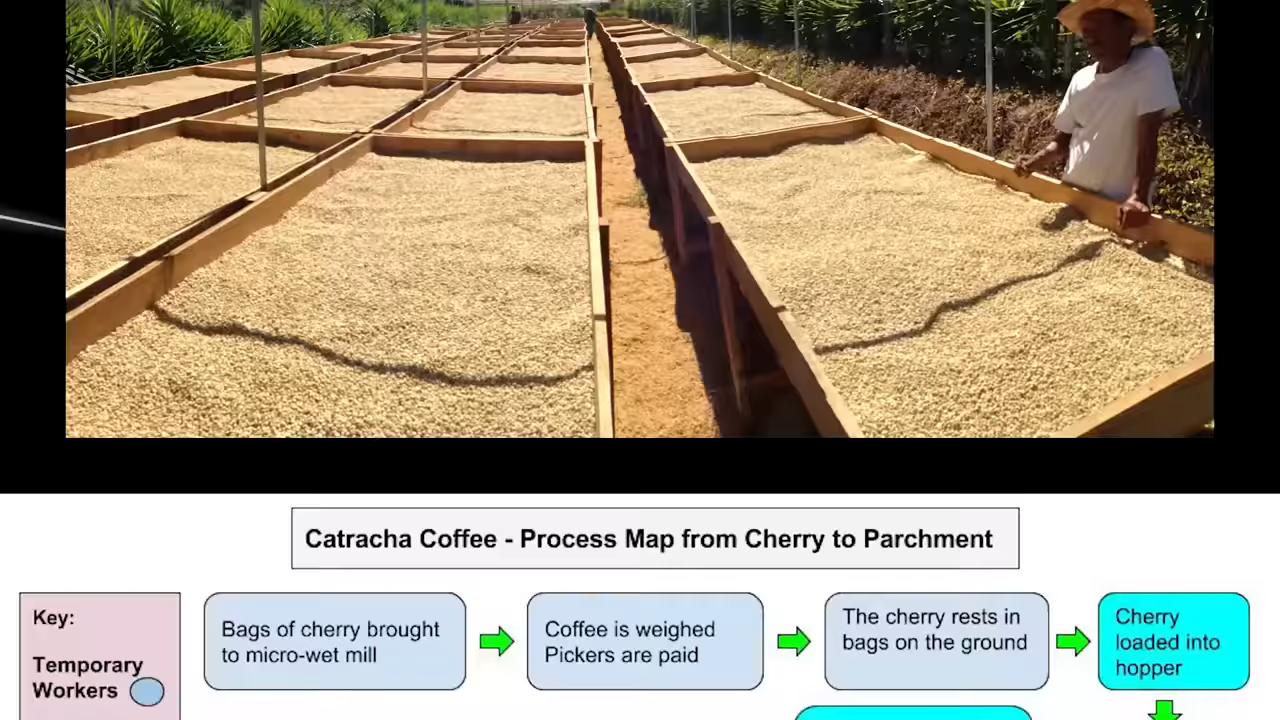 Catracha Coffee - Process Map from Cherry to Parchment
Key:
Temporary
Workers
Bags of cherry brought
to micro-wet mill
Coffee is weighed
Pickers are paid
The cherry rests in
bags on the ground
Cherry
loaded into
hopper